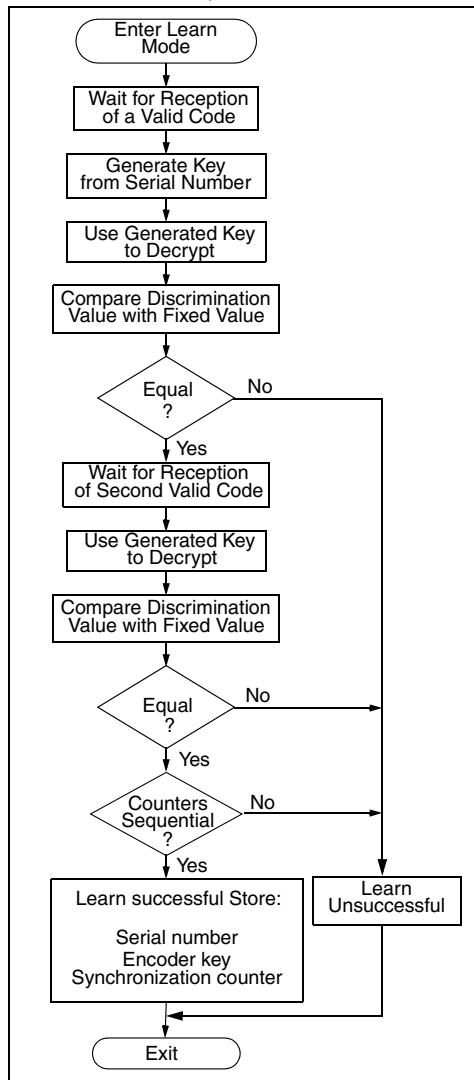 Enter Learn
Mode
Wait for Reception
of a Valid Code
Generate Key
from Serial Number
Use Generated Key
to Decrypt
Compare Discrimination
Value with Fixed Value
Equal
?
No
Yes
Wait for Reception
of Second Valid Code
Use Generated Key
to Decrypt
Compare Discrimination
Value with Fixed Value
Equal
?
No
Yes
Counters
Sequential
?
No
Yes
Learn successful Store:
Serial number
Encoder key
Synchronization counter
Learn
Unsuccessful
Exit